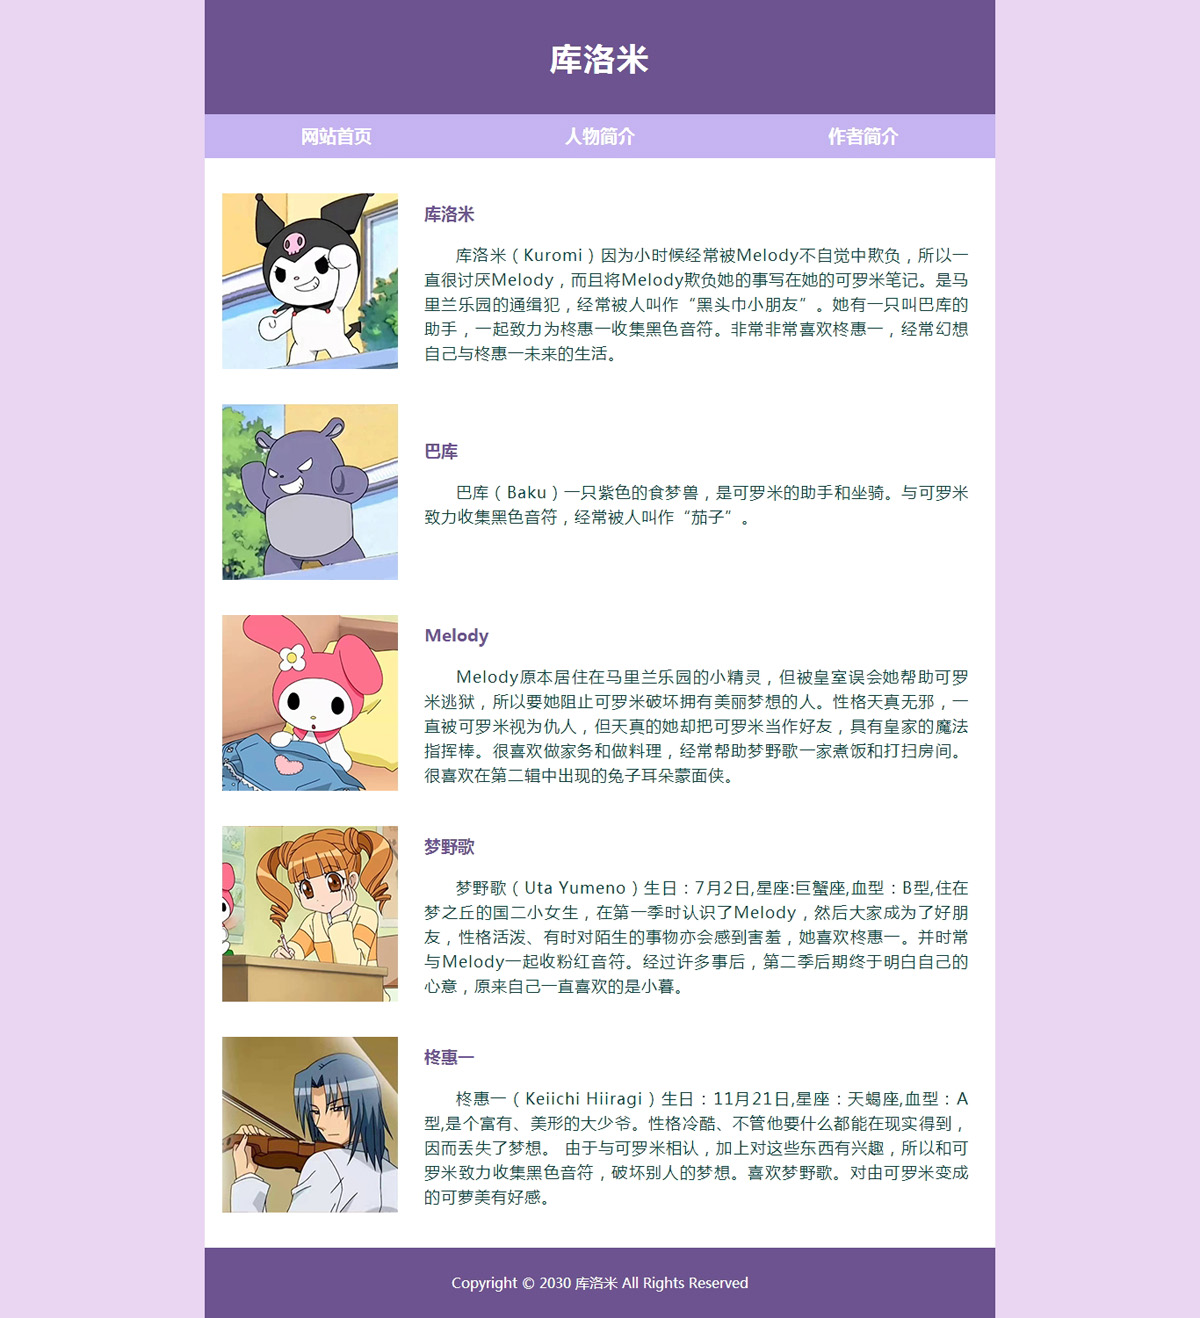 库洛米
网站首页 人物简介 作者简介
库洛米
库洛米（Kuromi）因为小时候经常被Melody不自觉中欺负，所以一
直很讨厌Melody，而且将Melody欺负她的事写在她的可罗米笔记。是马
里兰乐园的通缉犯，经常被人叫作“黑头巾小朋友”。她有一只叫巴库的
助手，一起致力为柊惠一收集黑色音符。非常非常喜欢柊惠一，经常幻想
自己与柊惠一未来的生活。
巴库
巴库（Baku）一只紫色的食梦兽，是可罗米的助手和坐骑。与可罗米
致力收集黑色音符，经常被人叫作“茄子”。
Melody
Melody原本居住在马里兰乐园的小精灵，但被皇室误会她帮助可罗
米逃狱，所以要她阻止可罗米破坏拥有美丽梦想的人。性格天真无邪，一
直被可罗米视为仇人，但天真的她却把可罗米当作好友，具有皇家的魔法
指挥棒。很喜欢做家务和做料理，经常帮助梦野歌一家煮饭和打扫房间。
很喜欢在第二辑中出现的兔子耳朵蒙面侠。
梦野歌
梦野歌（Uta Yumeno）生日：7月2日,星座:巨蟹座,血型：B型,住在
梦之丘的国二小女生，在第一季时认识了Melody，然后大家成为了好朋
友，性格活泼、有时对陌生的事物亦会感到害羞，她喜欢柊惠一。并时常
与Melody一起收粉红音符。经过许多事后，第二季后期终于明白自己的
心意，原来自己一直喜欢的是小暮。
柊惠一
柊惠一（Keiichi Hiiragi）生日：11月21日,星座：天蝎座,血型：A
型,是个富有、美形的大少爷。性格冷酷、不管他要什么都能在现实得到，
因而丢失了梦想。 由于与可罗米相认，加上对这些东西有兴趣，所以和可
罗米致力收集黑色音符，破坏别人的梦想。喜欢梦野歌。对由可罗米变成
的可萝美有好感。
Copyright © 2030 库洛米 All Rights Reserved